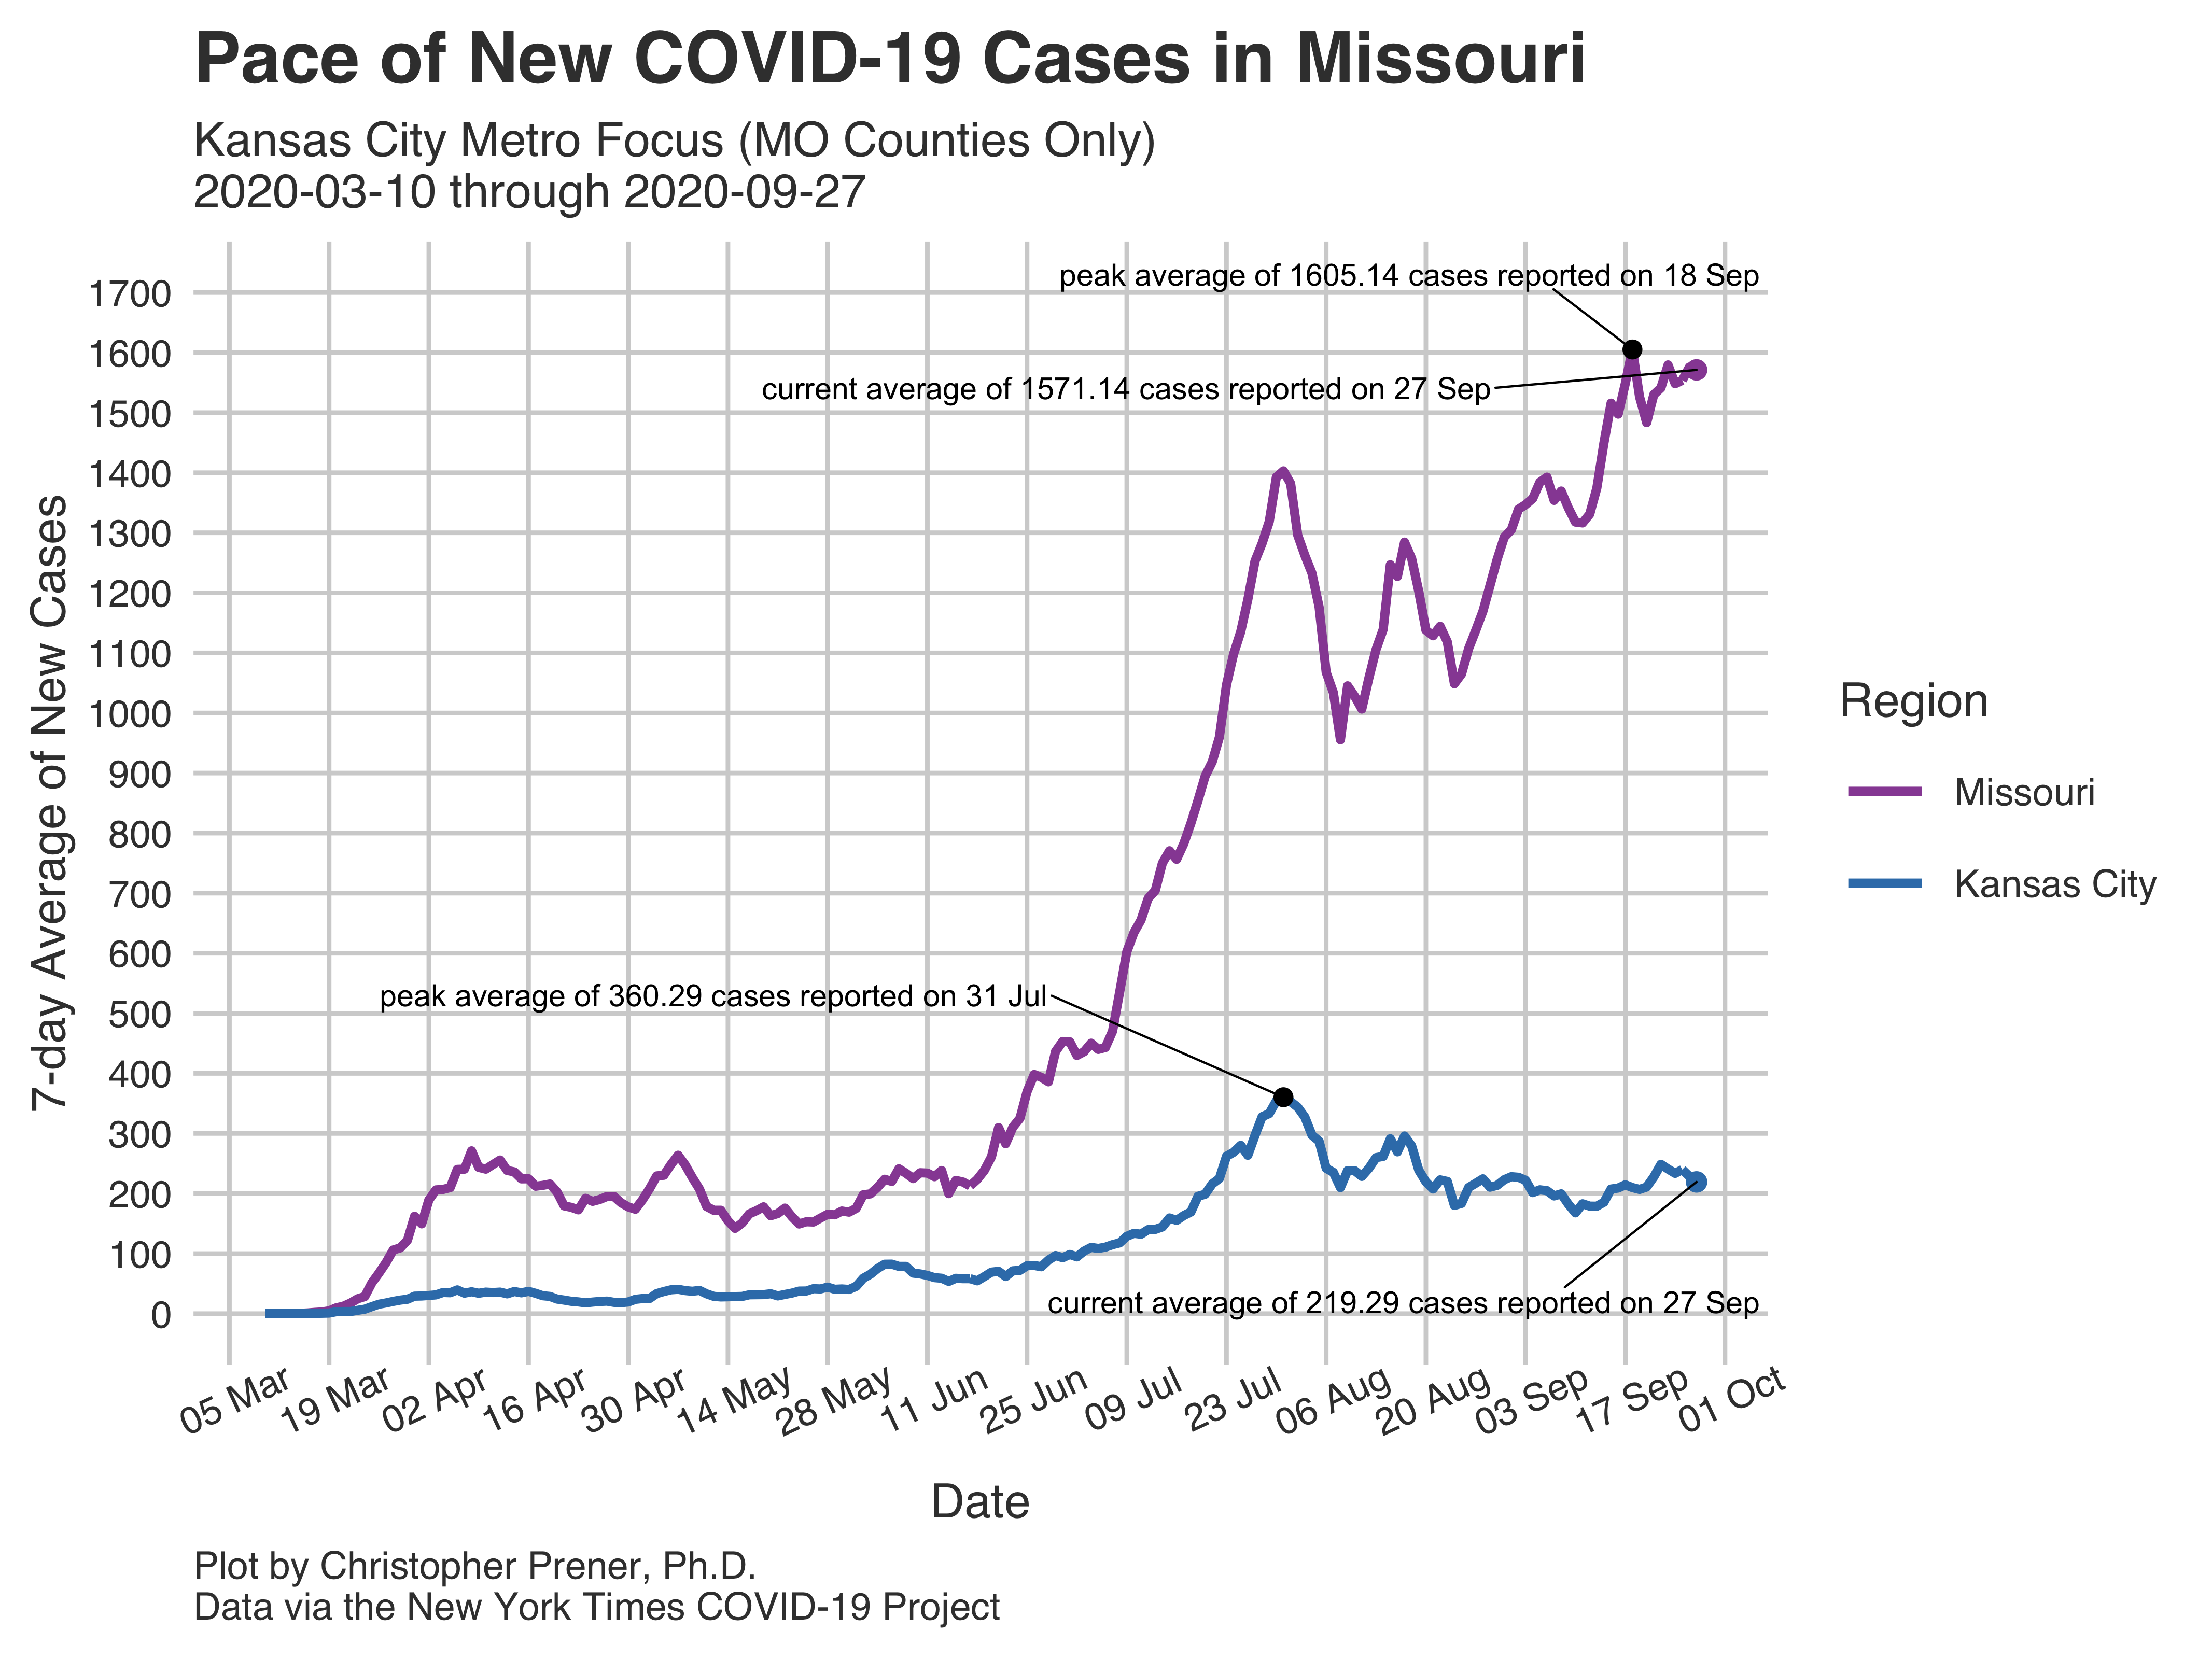 Pace of New COVID-19 Cases in Missouri
Kansas City Metro Focus (MO Counties Only)
2020-03-10 through 2020-09-27
7-day Average of New Cases
1700
1600
1500
1400
1300
1200
1100
1000
900
800
700
600
500
400
300
200
100
0
peak average of 1605.14 cases reported on 18 Sep
current average of 1571.14 cases reported on 27 Sep
peak average of 360.29 cases reported on 31 Jul
current average of 219.29 cases reported on 27 Sep
05 Mar
19 Mar
02 Apr
16 Apr
30 Apr
14 May
28 May
11 Jun
25 Jun
09 Jul
23 Jul
06 Aug
20 Aug
03 Sep
17 Sep
01 Oct
Date
Region
Missouri
Kansas City
Plot by Christopher Prener, Ph.D.
Data via the New York Times COVID-19 Project